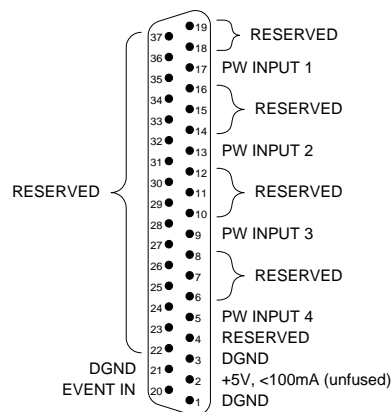 19
37
RESERVED
18
36
17 PW INPUT 1
35
16
34
15 RESERVED
33
14
32
13 PW INPUT 2
31
12
RESERVED
30
11 RESERVED
29
10
28
9 PW INPUT 3
27
8
26
7 RESERVED
25
6
24
5 PW INPUT 4
23
4 RESERVED
22
3 DGND
DGND 21
2 +5V, <100mA (unfused)
EVENT IN 20
1 DGND